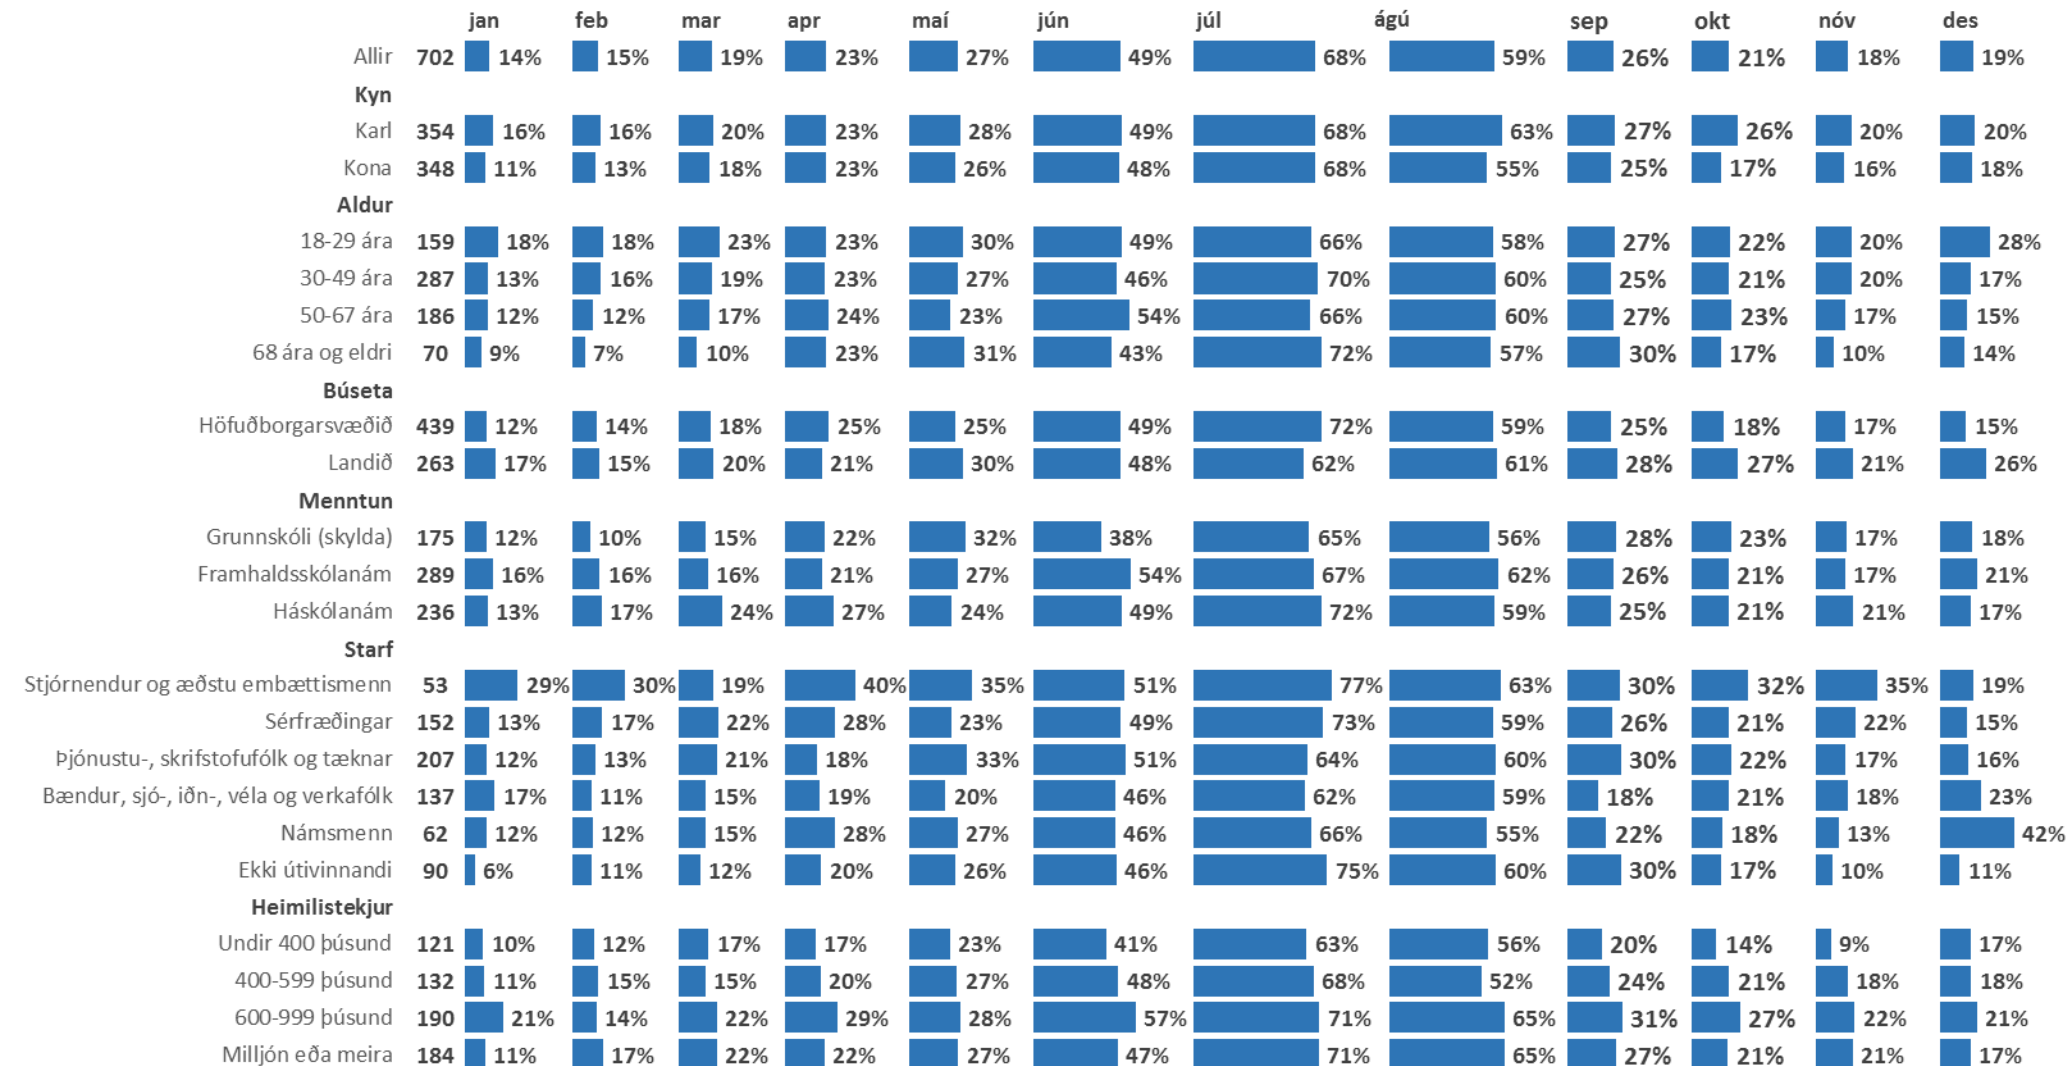 jan feb mar apr maí jún júl ágú sep okt nóv des
Allir 702 14% 15% 19% 23% 27% 49% 68% 59% 26% 21% 18% 19%
Kyn
Karl 354 16% 16% 20% 23% 28% 49% 68% 63% 27% 26% 20% 20%
Kona 348 11% 13% 18% 23% 26% 48% 68% 55% 25% 17% 16% 18%
Aldur
18-29 ára 159 18% 18% 23% 23% 30% 49% 66% 58% 27% 22% 20% 28%
30-49 ára 287 13% 16% 19% 23% 27% 46% 70% 60% 25% 21% 20% 17%
50-67 ára 186 12% 12% 17% 24% 23% 54% 66% 60% 27% 23% 17% 15%
68 ára og eldri 70 9% 7% 10% 23% 31% 43% 72% 57% 30% 17% 10% 14%
Búseta
Höfuðborgarsvæðið 439 12% 14% 18% 25% 25% 49% 72% 59% 25% 18% 17% 15%
Landið 263 17% 15% 20% 21% 30% 48% 62% 61% 28% 27% 21% 26%
Menntun
Grunnskóli (skylda) 175 12% 10% 15% 22% 32% 38% 65% 56% 28% 23% 17% 18%
Framhaldsskólanám 289 16% 16% 16% 21% 27% 54% 67% 62% 26% 21% 17% 21%
Háskólanám 236 13% 17% 24% 27% 24% 49% 72% 59% 25% 21% 21% 17%
Starf
Stjórnendur og æðstu embættismenn 53 29% 30% 19% 40% 35% 51% 77% 63% 30% 32% 35% 19%
Sérfræðingar 152 13% 17% 22% 28% 23% 49% 73% 59% 26% 21% 22% 15%
Þjónustu-, skrifstofufólk og tæknar 207 12% 13% 21% 18% 33% 51% 64% 60% 30% 22% 17% 16%
Bændur, sjó-, iðn-, véla og verkafólk 137 17% 11% 15% 19% 20% 46% 62% 59% 18% 21% 18% 23%
Námsmenn 62 12% 12% 15% 28% 27% 46% 66% 55% 22% 18% 13% 42%
Ekki útivinnandi 90 6% 11% 12% 20% 26% 46% 75% 60% 30% 17% 10% 11%
Heimilistekjur
Undir 400 þúsund 121 10% 12% 17% 17% 23% 41% 63% 56% 20% 14% 9% 17%
400-599 þúsund 132 11% 15% 15% 20% 27% 48% 68% 52% 24% 21% 18% 18%
600-999 þúsund 190 21% 14% 22% 29% 28% 57% 71% 65% 31% 27% 22% 21%
Milljón eða meira 184 11% 17% 22% 22% 27% 47% 71% 65% 27% 21% 21% 17%